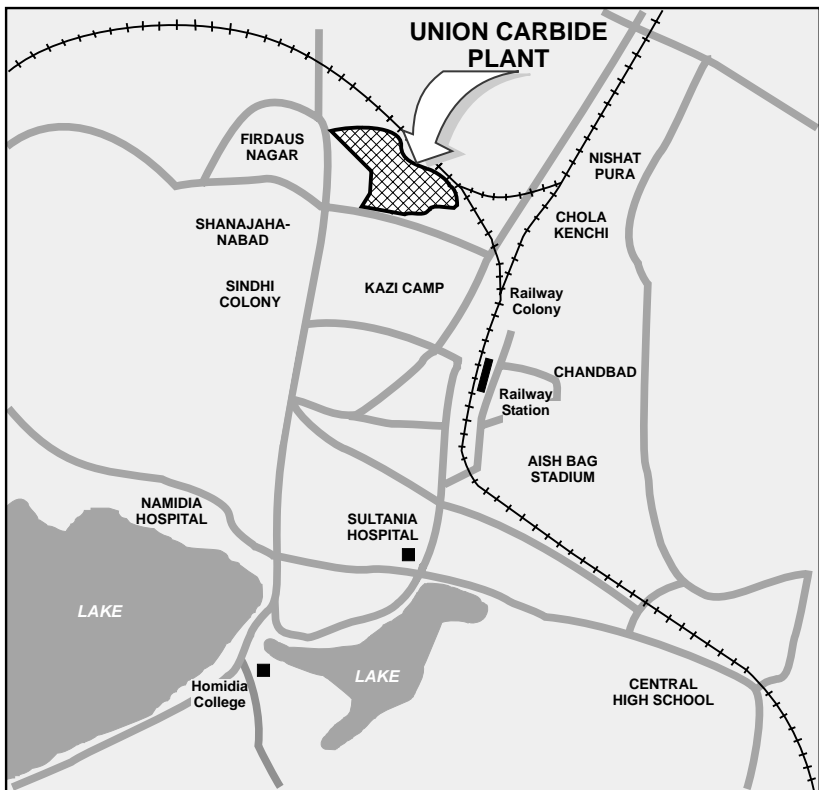 UNION CARBIDE
PLANT
FIRDAUS
NAGAR
NISHAT
PURA
SHANAJAHA-
NABAD
CHOLA
KENCHI
SINDHI
COLONY
KAZI CAMP
Railway
Colony
CHANDBAD
Railway
Station
AISH BAG
STADIUM
NAMIDIA
HOSPITAL
SULTANIA
HOSPITAL
LAKE
LAKE
Homidia
College
CENTRAL
HIGH SCHOOL